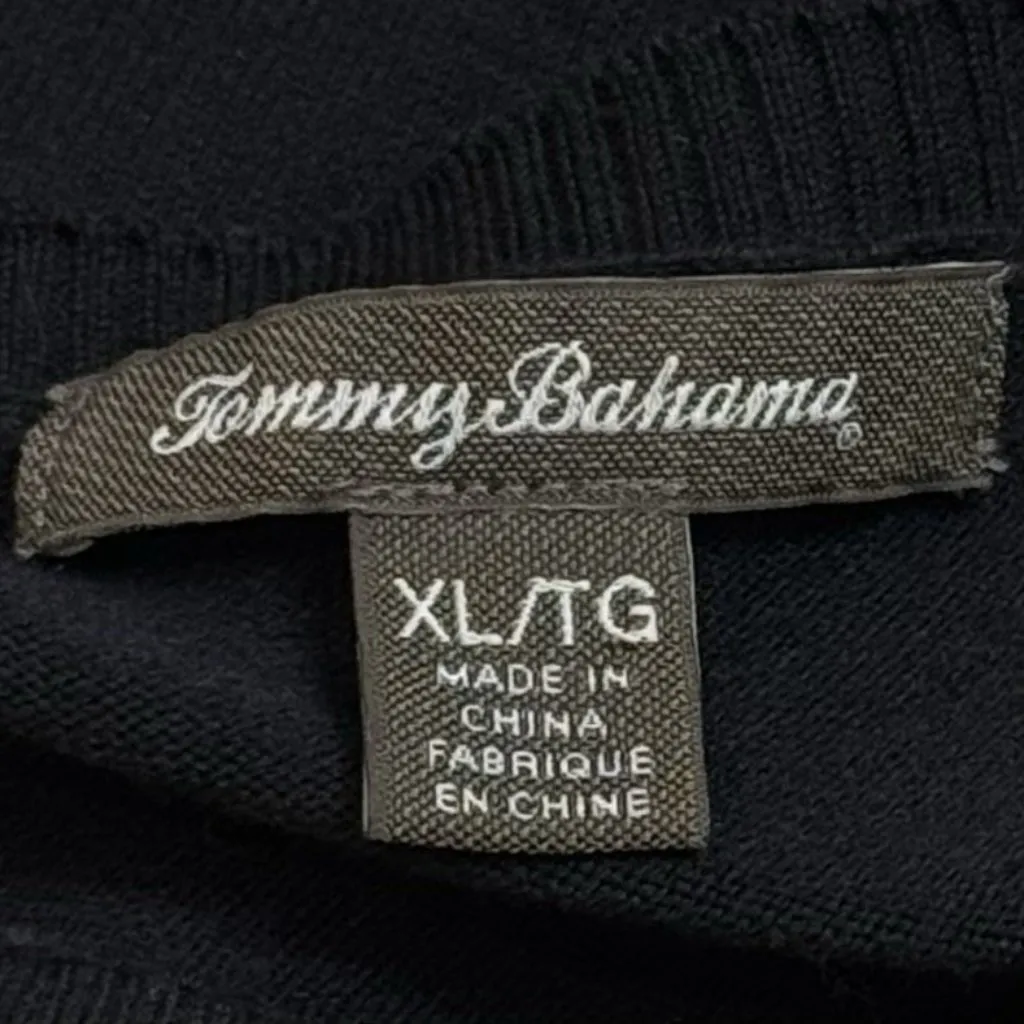 Tommy Bahama®
XL/TG
MADE IN
CHINA
FABRIQUE
EN CHINE